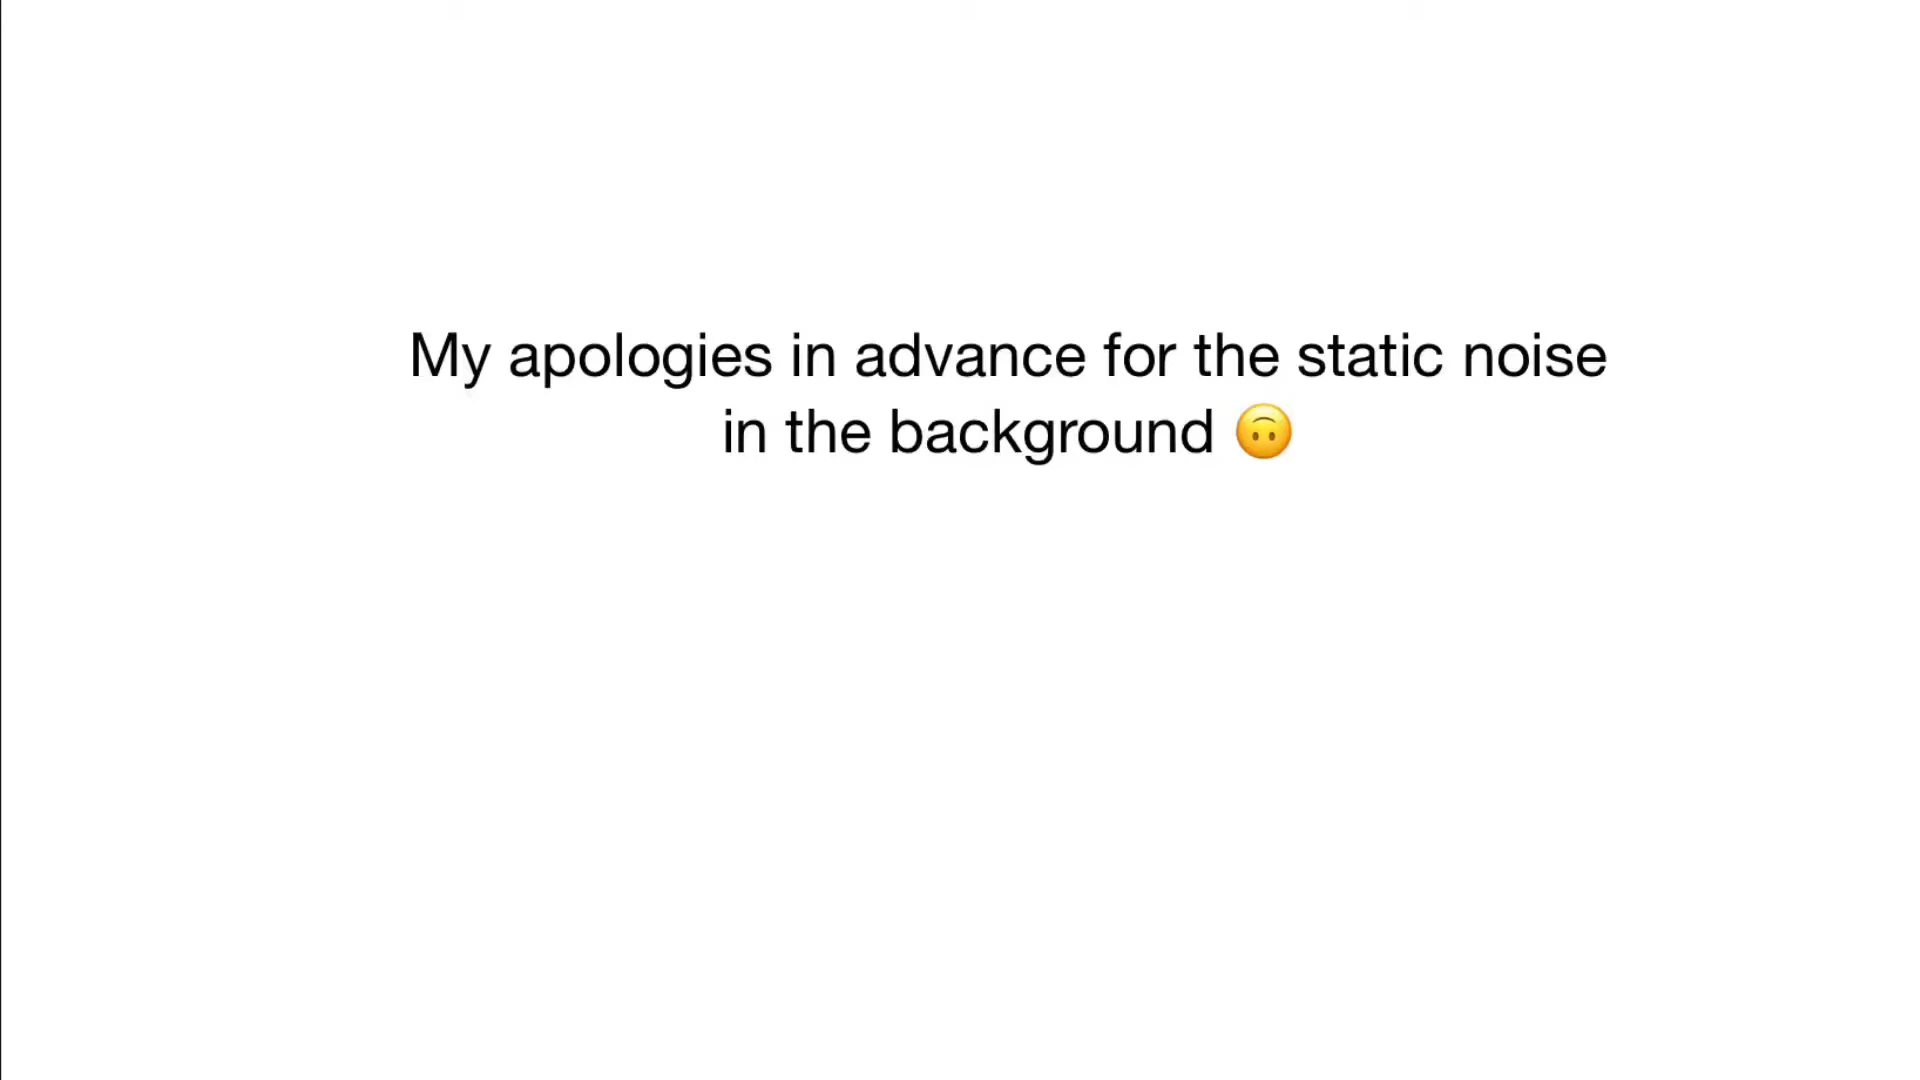 My apologies in advance for the static noise
in the background 🙃